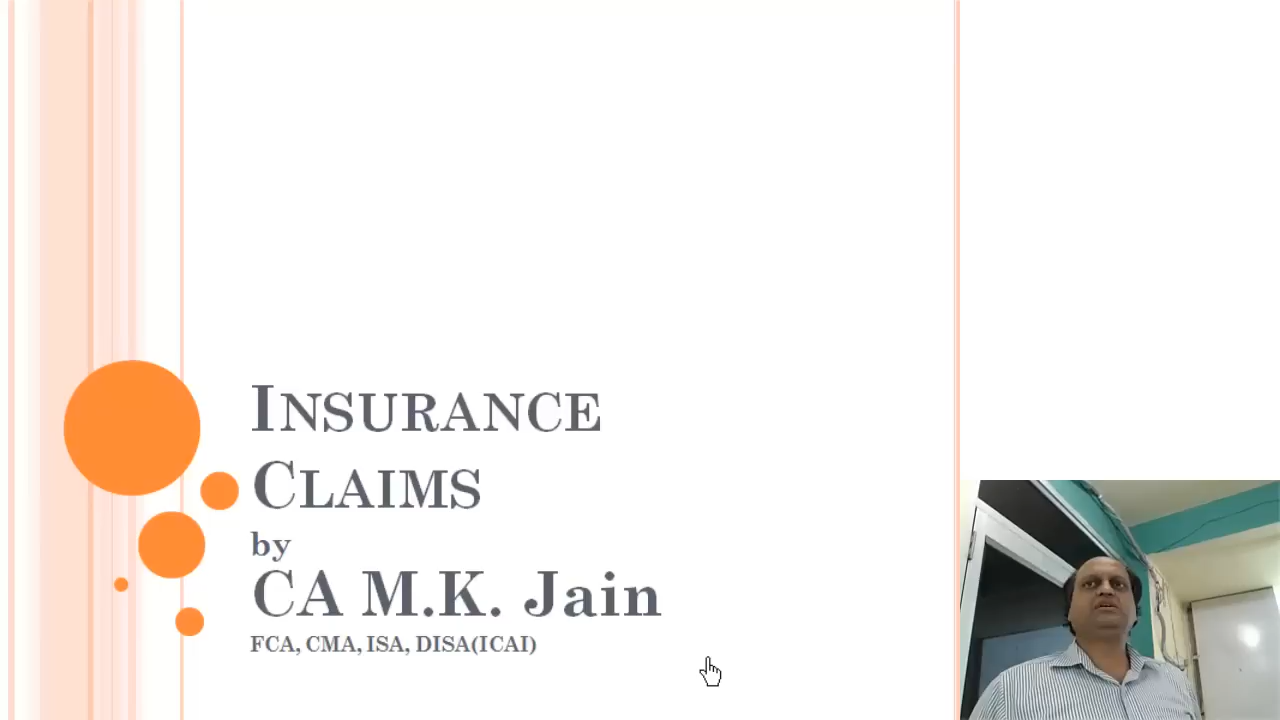 INSURANCE
CLAIMS
by
CA M.K. Jain
FCA, CMA, ISA, DISA(ICAI)